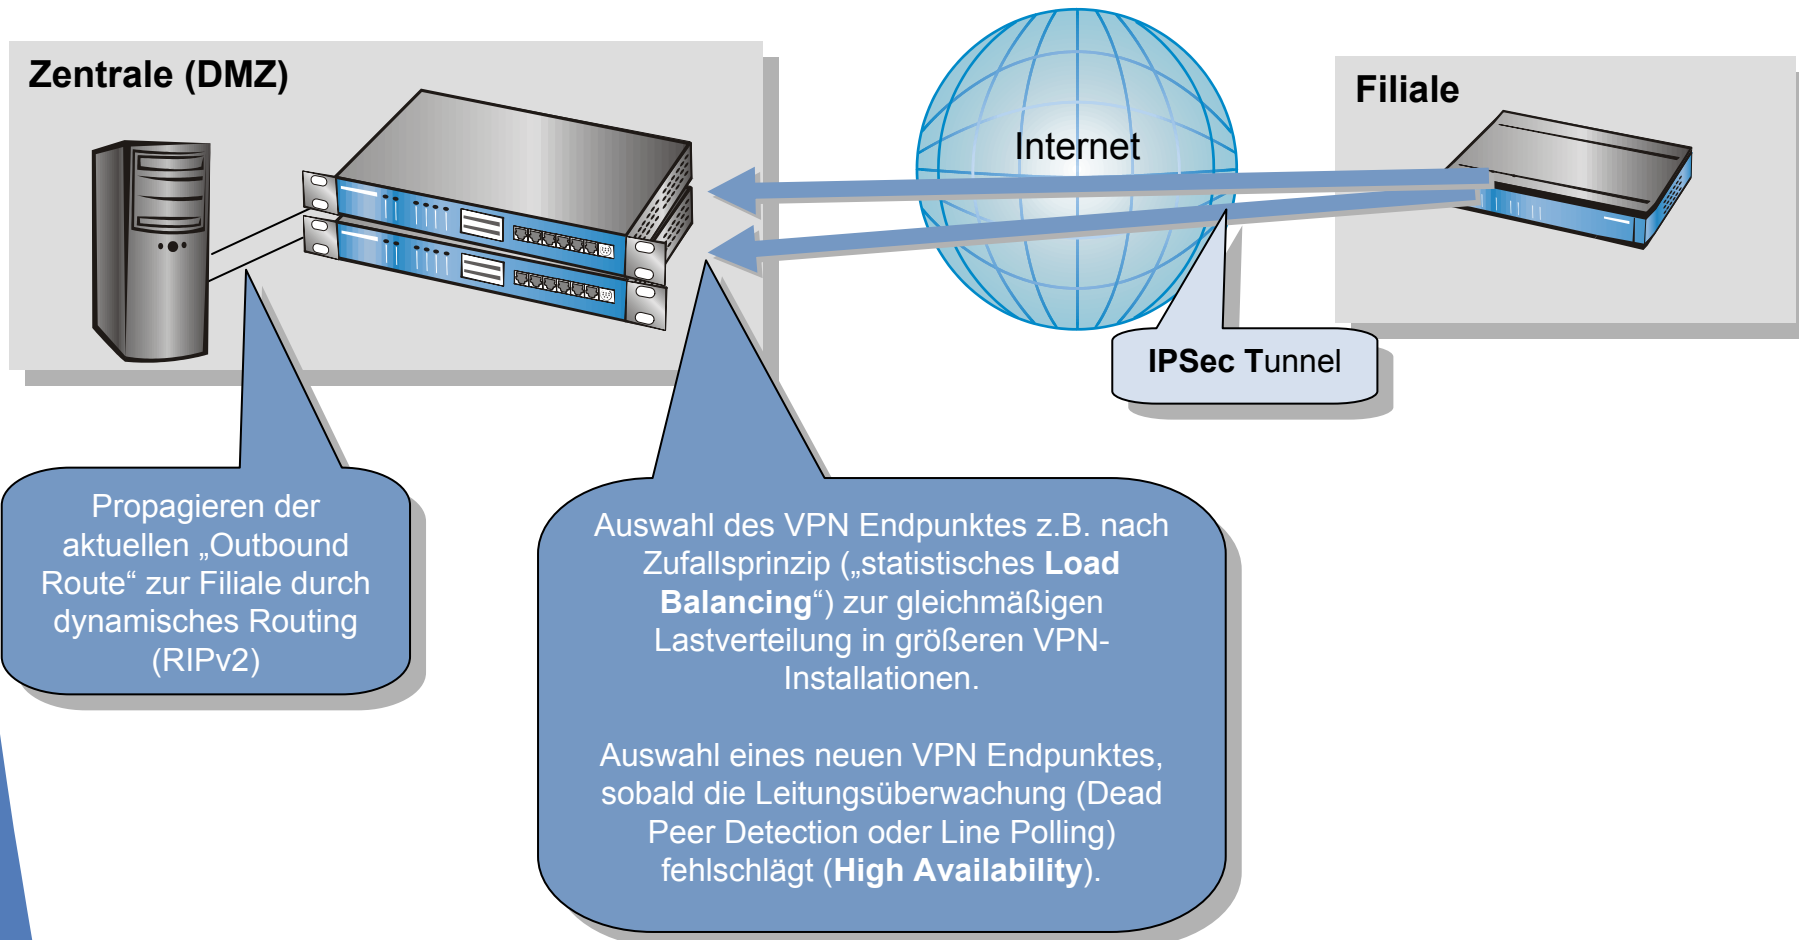 Zentrale (DMZ)
Internet
Filiale
IPSec Tunnel
Propagieren der
aktuellen „Outbound
Route“ zur Filiale durch
dynamisches Routing
(RIPv2)
Auswahl des VPN Endpunktes z.B. nach
Zufallsprinzip („statistisches Load
Balancing“) zur gleichmäßigen
Lastverteilung in größeren VPN-
Installationen.
Auswahl eines neuen VPN Endpunktes,
sobald die Leitungsüberwachung (Dead
Peer Detection oder Line Polling)
fehlschlägt (High Availability).